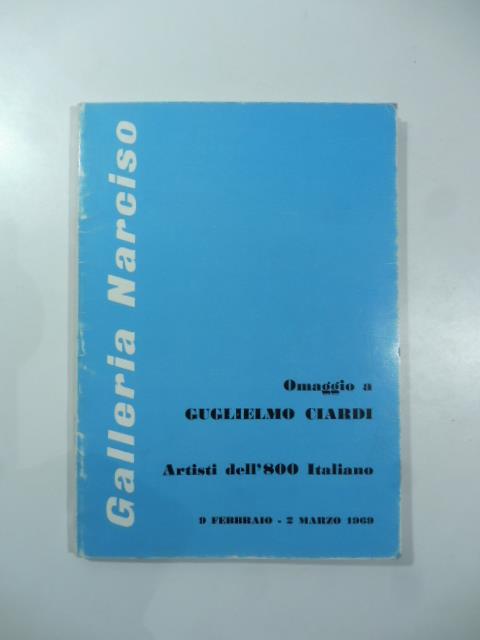 Galleria Narciso
Omaggio a
GUGLIELMO CIARDI
Artisti dell'800 Italiano
9 FEBBRAIO - 2 MARZO 1969